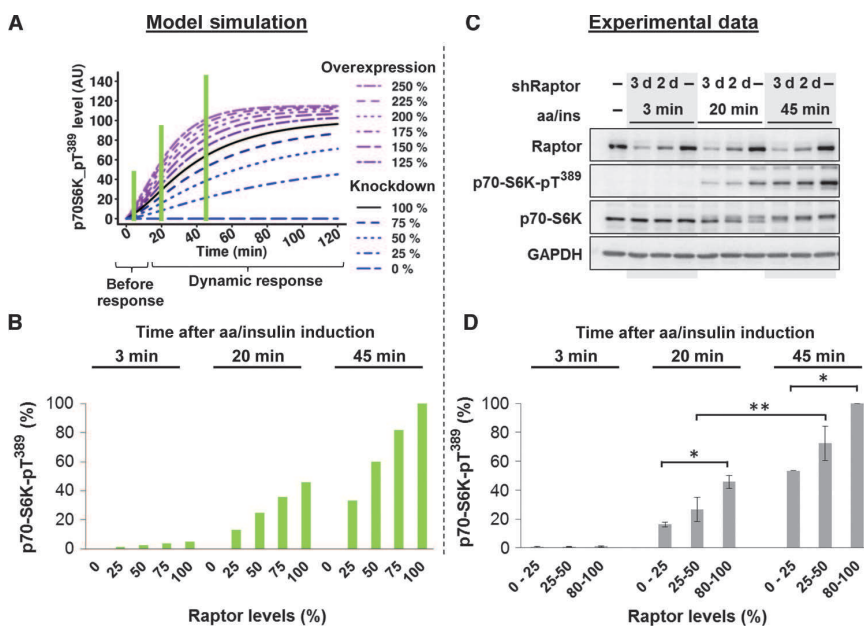 A
Model simulation
p70S6K_pT389 level (AU)
140
120
100
80
60
40
20
0
0 20 40 60 80 100 120
Time (min)
Before response
Dynamic response
Overexpression
250 %
225 %
200 %
175 %
150 %
125 %
Knockdown
100 %
75 %
50 %
25 %
0 %
B
Time after aa/insulin induction
3 min 20 min 45 min
p70-S6K-pT389 (%)
100
80
60
40
20
0
0 25 50 75 100 0 25 50 75 100 0 25 50 75 100
Raptor levels (%)
C
Experimental data
shRaptor – 3 d 2 d – 3 d 2 d – 3 d 2 d –
aa/ins – 3 min 20 min 45 min
Raptor
p70-S6K-pT389
p70-S6K
GAPDH
D
Time after aa/insulin induction
3 min 20 min 45 min
p70-S6K-pT389 (%)
100
80
60
40
20
0
*
**
*
0 - 25 25-50 80-100 0 - 25 25-50 80-100 0 - 25 25-50 80-100
Raptor levels (%)